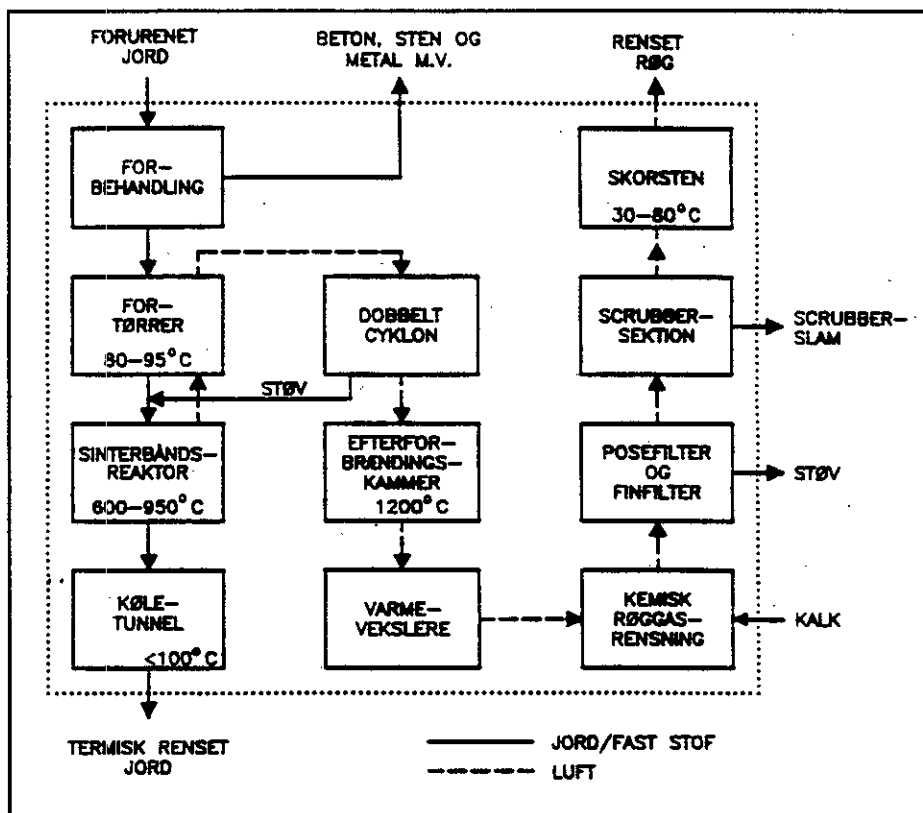 FORURENET
JORD
BETON, STEN OG
METAL M.V.
RENSET
RØG
FOR-
BEHANDLING
SKORSTEN
30-80°C
FOR-
TØRRER
80-95°C
DOBBELT
CYKLON
SCRUBBER-
SEKTION
SCRUBBER-
SLAM
STØV
SINTERBÅNDS-
REAKTOR
600-950°C
EFTERFOR-
BRÆNDINGS-
KAMMER
1200°C
POSEFILTER
OG
FINFILTER
STØV
KØLE-
TUNNEL
<100°C
VARME-
VEKSLERE
KEMISK
RØGGAS-
RENSNING
KALK
TERMISK RENSET
JORD
JORD/FAST STOF
LUFT